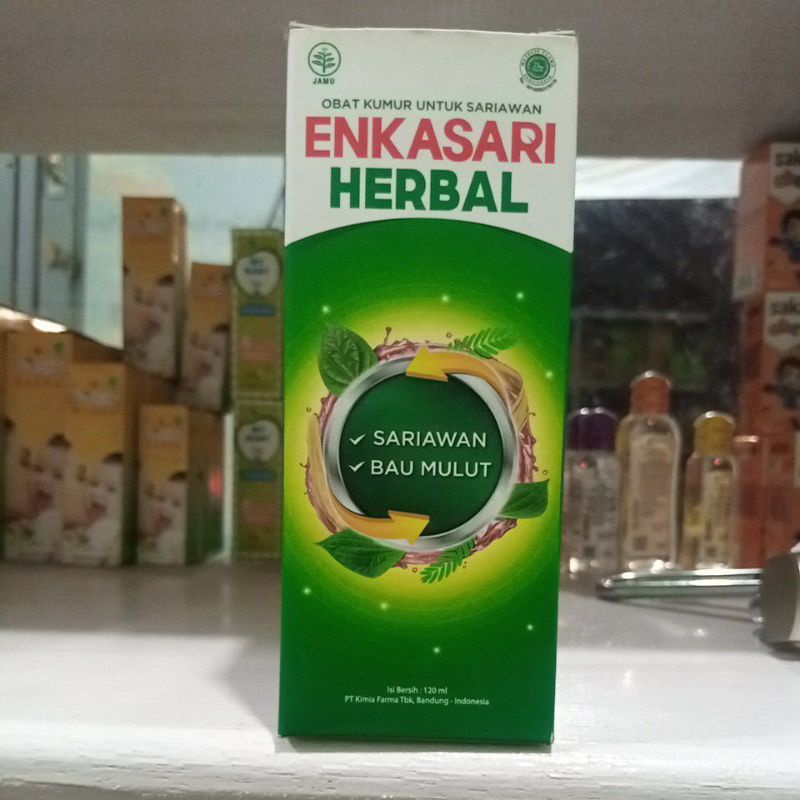 JAMU
OBAT KUMUR UNTUK SARIAWAN
ENKASARI
HERBAL
SARIAWAN
BAU MULUT
Isi Bersih : 120 ml
PT Kimia Farma Tbk, Bandung - Indonesia